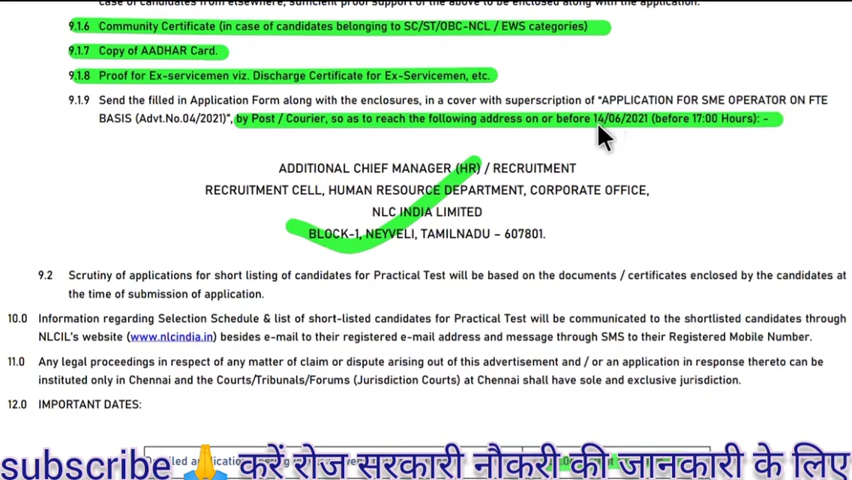 case of candidates from elsewhere, sufficient proof support of the above to be enclosed along with the application.
9.1.6 Community Certificate (in case of candidates belonging to SC/ST/OBC-NCL / EWS categories)
9.1.7 Copy of AADHAR Card.
9.1.8 Proof for Ex-servicemen viz. Discharge Certificate for Ex-Servicemen, etc.
9.1.9 Send the filled in Application Form along with the enclosures, in a cover with superscription of "APPLICATION FOR SME OPERATOR ON FTE
BASIS (Advt.No.04/2021)", by Post / Courier, so as to reach the following address on or before 14/06/2021 (before 17:00 Hours): -
ADDITIONAL CHIEF MANAGER (HR) / RECRUITMENT
RECRUITMENT CELL, HUMAN RESOURCE DEPARTMENT, CORPORATE OFFICE,
NLC INDIA LIMITED
BLOCK-1, NEYVELI, TAMILNADU – 607801.
9.2 Scrutiny of applications for short listing of candidates for Practical Test will be based on the documents / certificates enclosed by the candidates at
the time of submission of application.
10.0 Information regarding Selection Schedule & list of short-listed candidates for Practical Test will be communicated to the shortlisted candidates through
NLCIL's website (www.nlcindia.in) besides e-mail to their registered e-mail address and message through SMS to their Registered Mobile Number.
11.0 Any legal proceedings in respect of any matter of claim or dispute arising out of this advertisement and / or an application in response thereto can be
instituted only in Chennai and the Courts/Tribunals/Forums (Jurisdiction Courts) at Chennai shall have sole and exclusive jurisdiction.
12.0 IMPORTANT DATES:
subscribe 🙏 करें रोज सरकारी नौकरी की जानकारी के लिए